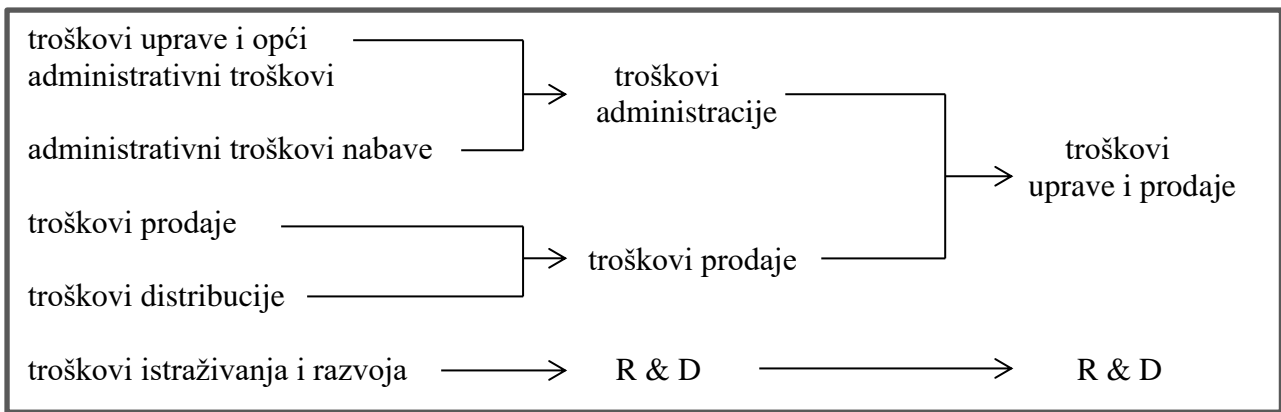 troškovi uprave i opći
administrativni troškovi
administrativni troškovi nabave
troškovi prodaje
troškovi distribucije
troškovi istraživanja i razvoja
troškovi
administracije
troškovi prodaje
R & D
troškovi
uprave i prodaje
R & D